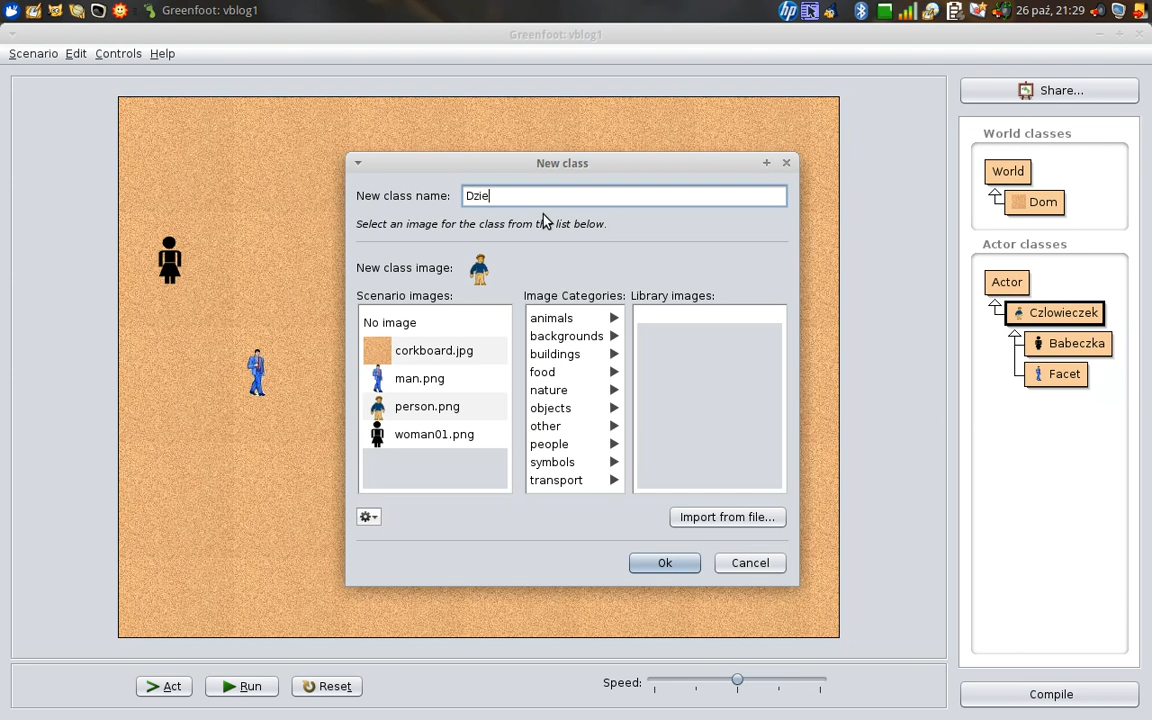 Greenfoot: vblog1
26 paź, 21:29
Greenfoot: vblog1
Scenario Edit Controls Help
Share...
World classes
World
Dom
Actor classes
Actor
Czlowieczek
Babeczka
Facet
New class
New class name: Dzie
Select an image for the class from the list below.
New class image:
Scenario images: Image Categories: Library images:
No image
corkboard.jpg
man.png
person.png
woman01.png
animals
backgrounds
buildings
food
nature
objects
other
people
symbols
transport
Import from file...
Ok Cancel
Act Run Reset Speed:
Compile